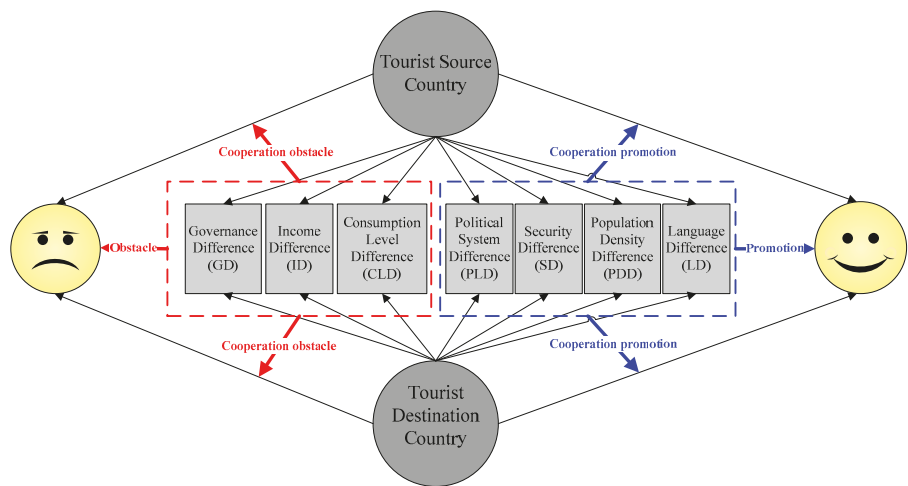 Tourist Source
Country
Cooperation obstacle
Cooperation promotion
Governance
Difference
(GD)
Income
Difference
(ID)
Consumption
Level
Difference
(CLD)
Political
System
Difference
(PLD)
Security
Difference
(SD)
Population
Density
Difference
(PDD)
Language
Difference
(LD)
Obstacle
Promotion
Cooperation obstacle
Cooperation promotion
Tourist
Destination
Country